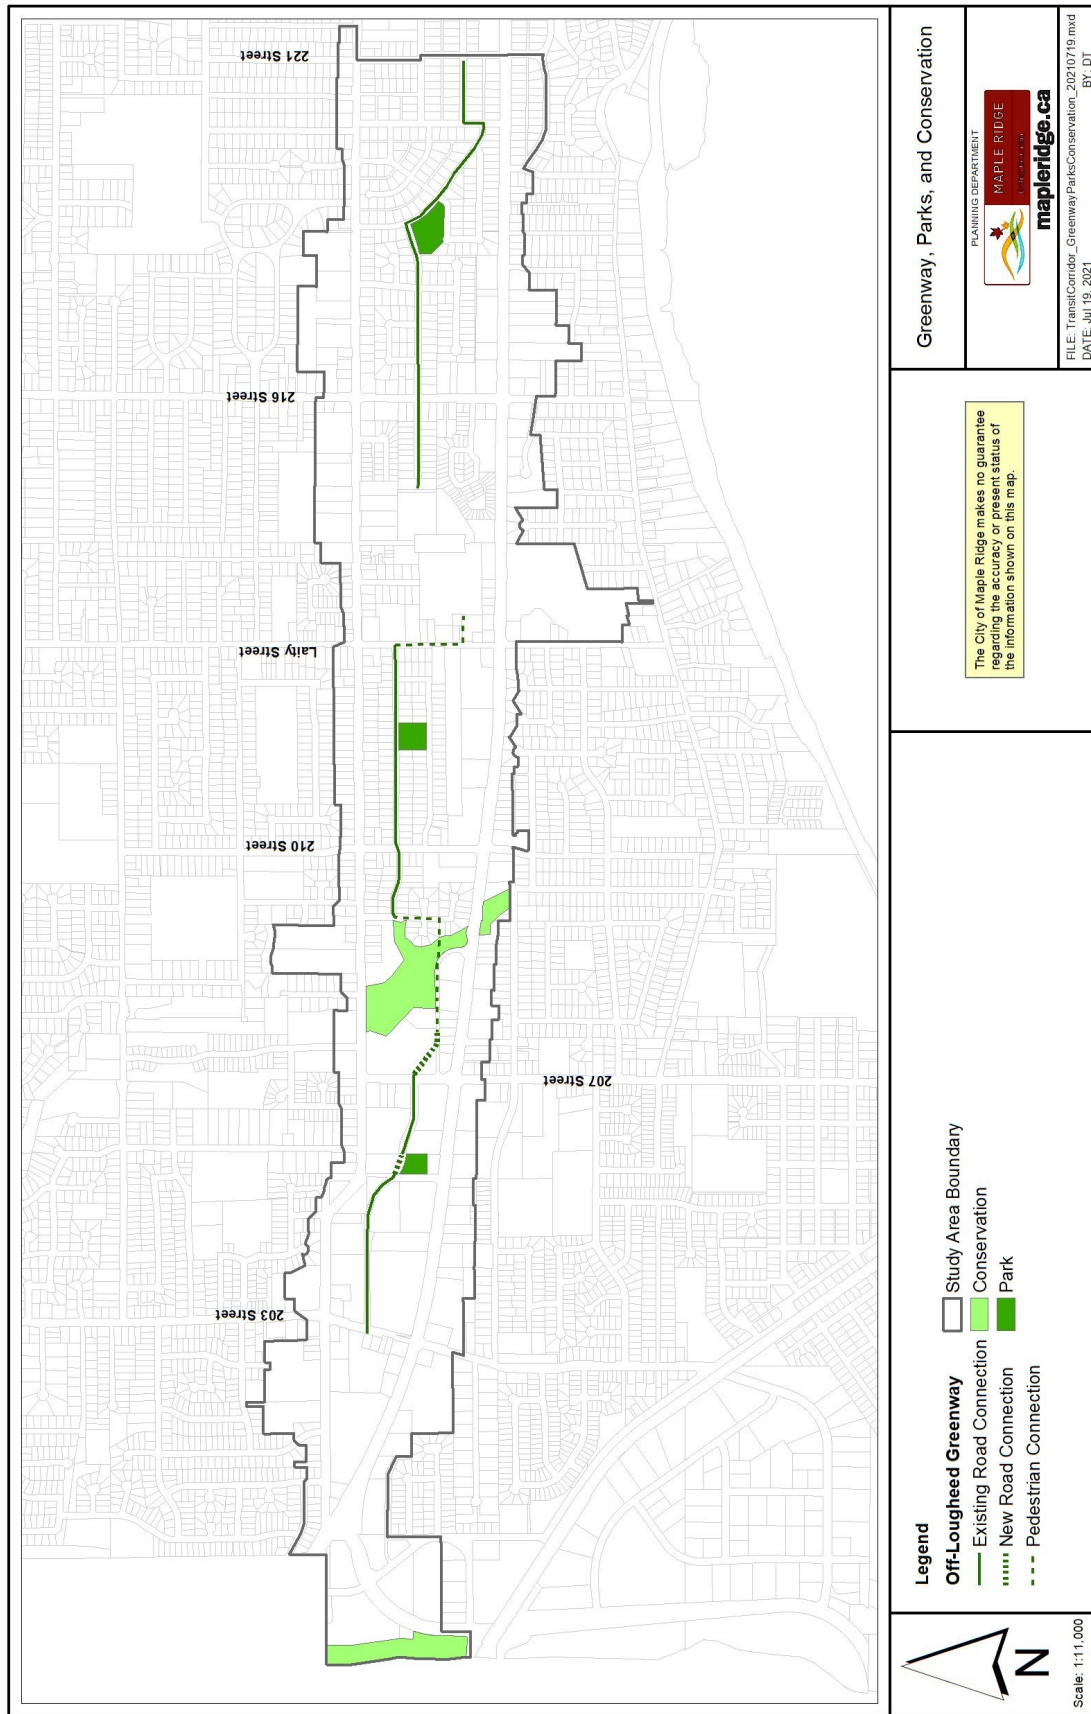 203 Street
207 Street
210 Street
Laity Street
216 Street
221 Street
N
Scale: 1:11,000
Legend
Off-Lougheed Greenway
Existing Road Connection
New Road Connection
Pedestrian Connection
Study Area Boundary
Conservation
Park
The City of Maple Ridge makes no guarantee
regarding the accuracy or present status of
the information shown on this map.
Greenway, Parks, and Conservation
PLANNING DEPARTMENT
MAPLE RIDGE
mapleridge.ca
FILE: TransitCorridor_GreenwayParksConservation_20210719.mxd
DATE: Jul 19, 2021 BY: DT